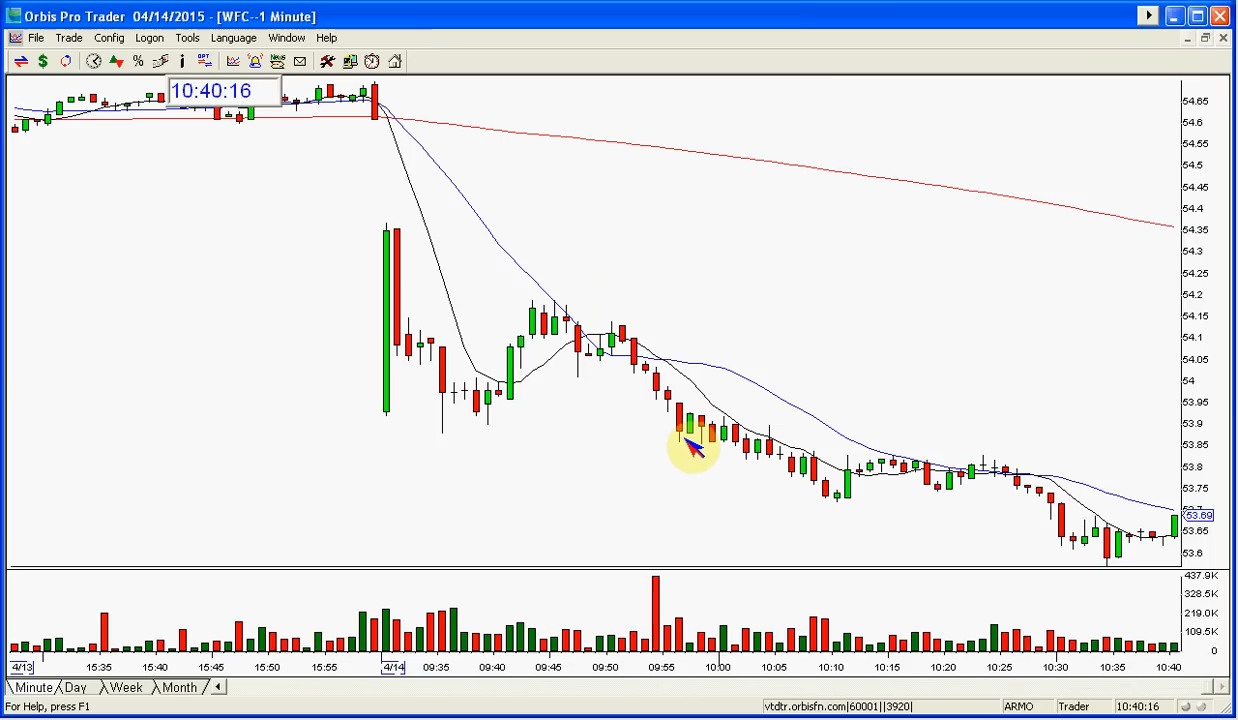 Orbis Pro Trader 04/14/2015 - [WFC--1 Minute]
File Trade Config Logon Tools Language Window Help
$ % i OPT News
10:40:16
54.65
54.6
54.55
54.5
54.45
54.4
54.35
54.3
54.25
54.2
54.15
54.1
54.05
54
53.95
53.9
53.85
53.8
53.75
53.7
53.69
53.65
53.6
437.9K
328.5K
219.0K
109.5K
0
4/13 15:35 15:40 15:45 15:50 15:55 4/14 09:35 09:40 09:45 09:50 09:55 10:00 10:05 10:10 10:15 10:20 10:25 10:30 10:35 10:40
Minute Day Week Month
For Help, press F1 vtdtr.orbisfn.com|60001||3920| ARMO Trader 10:40:16